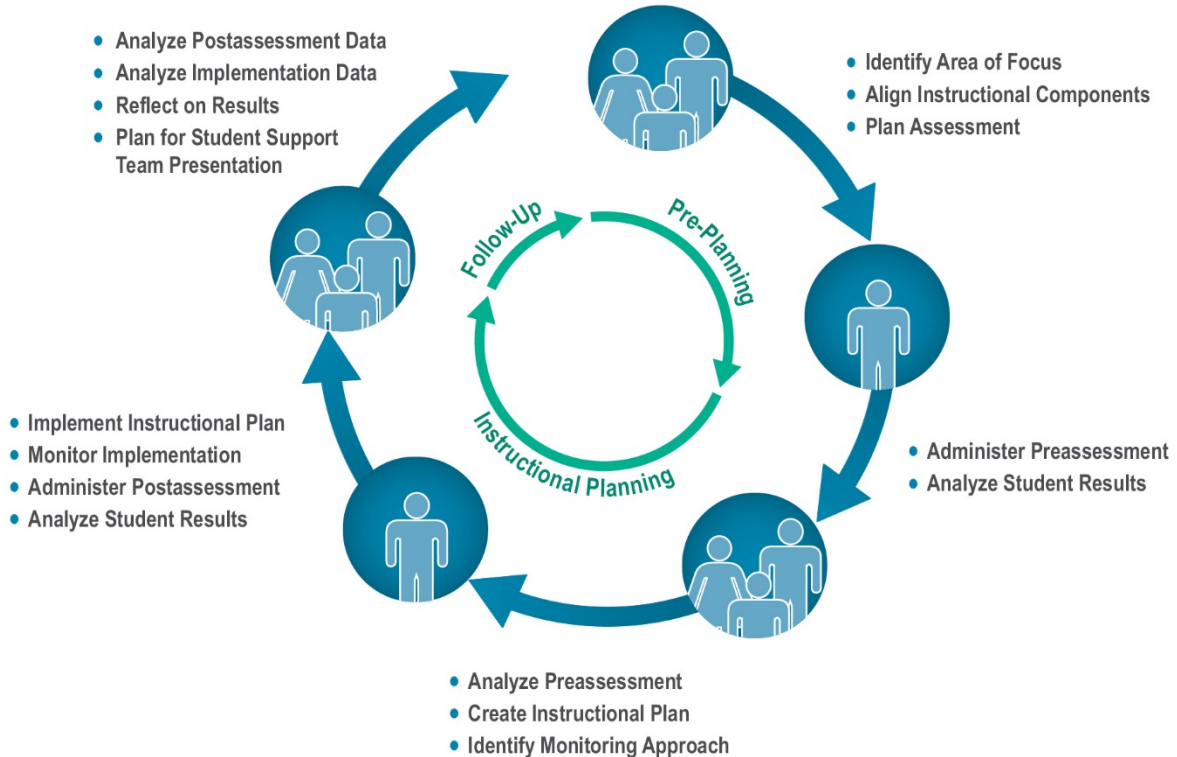 • Analyze Postassessment Data
• Analyze Implementation Data
• Reflect on Results
• Plan for Student Support
Team Presentation
• Identify Area of Focus
• Align Instructional Components
• Plan Assessment
Follow-Up
Pre-Planning
Instructional Planning
• Implement Instructional Plan
• Monitor Implementation
• Administer Postassessment
• Analyze Student Results
• Administer Preassessment
• Analyze Student Results
• Analyze Preassessment
• Create Instructional Plan
• Identify Monitoring Approach